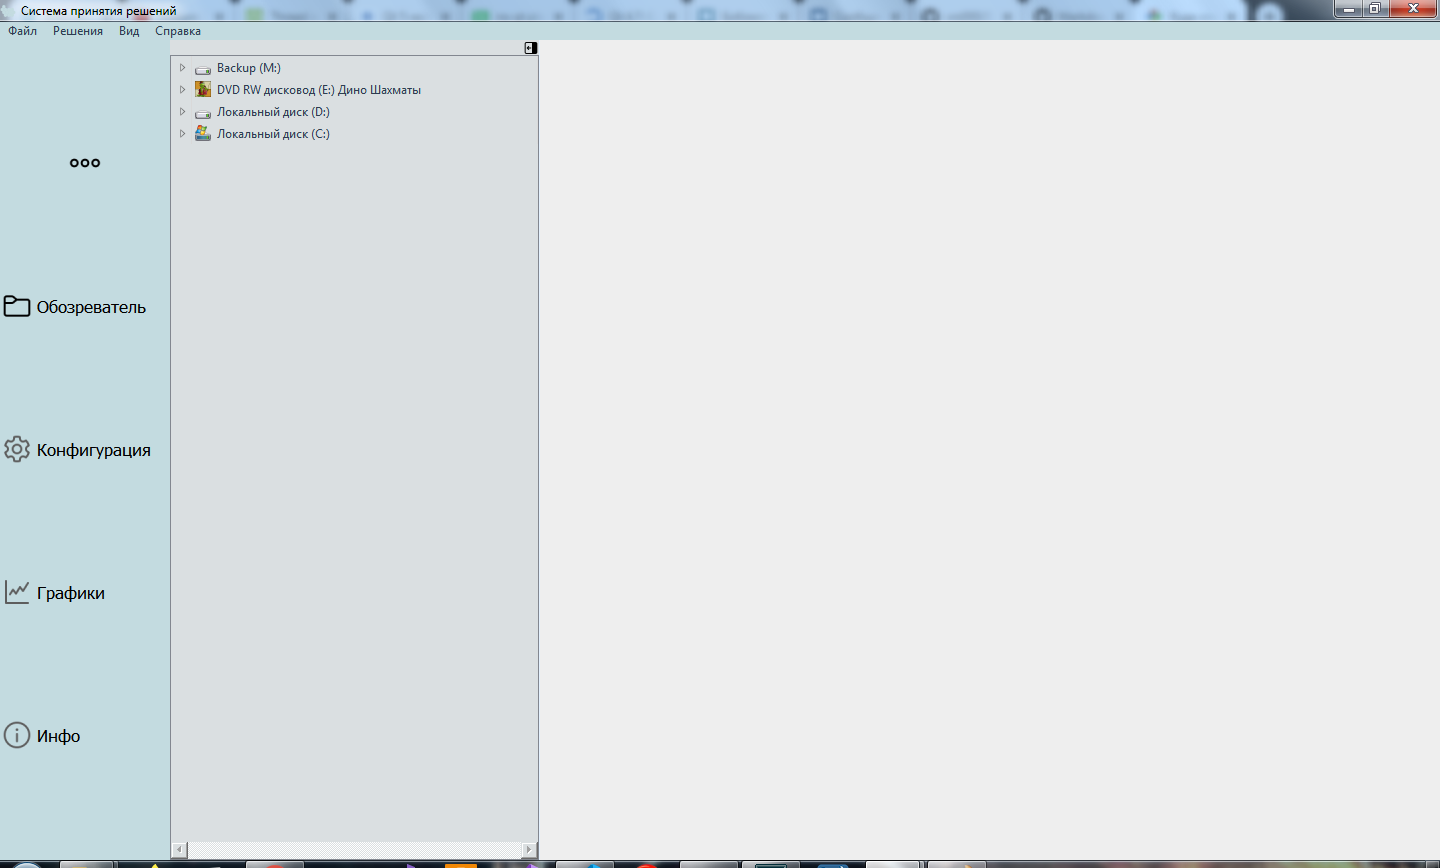 Система принятия решений
Файл Решения Вид Справка
Backup (M:)
DVD RW дисковод (E:) Дино Шахматы
Локальный диск (D:)
Локальный диск (C:)
Обозреватель
Конфигурация
Графики
Инфо